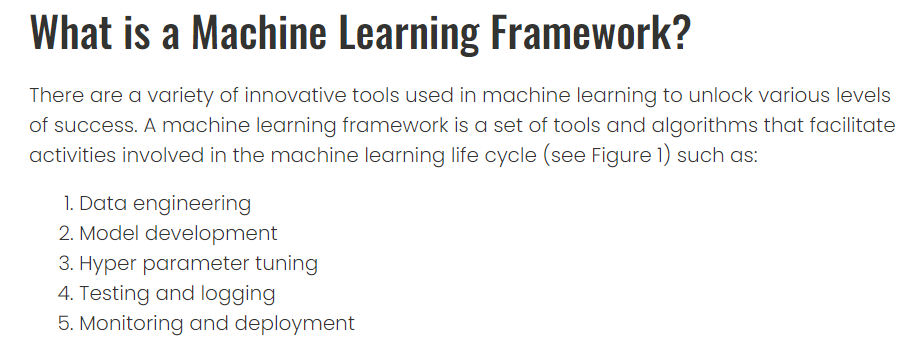 What is a Machine Learning Framework?
There are a variety of innovative tools used in machine learning to unlock various levels
of success. A machine learning framework is a set of tools and algorithms that facilitate
activities involved in the machine learning life cycle (see Figure 1) such as:
1. Data engineering
2. Model development
3. Hyper parameter tuning
4. Testing and logging
5. Monitoring and deployment